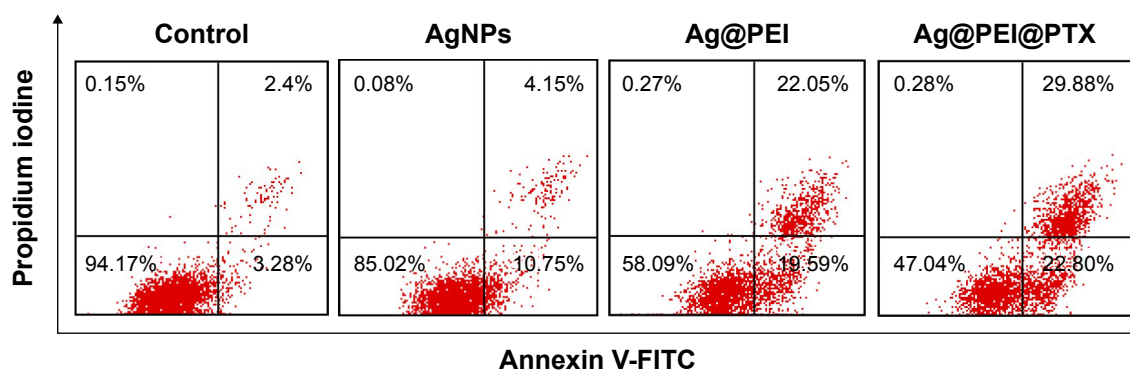 Control AgNPs Ag@PEI Ag@PEI@PTX
0.15% 2.4% 0.08% 4.15% 0.27% 22.05% 0.28% 29.88%
Propidium iodine
94.17% 3.28% 85.02% 10.75% 58.09% 19.59% 47.04% 22.80%
Annexin V-FITC